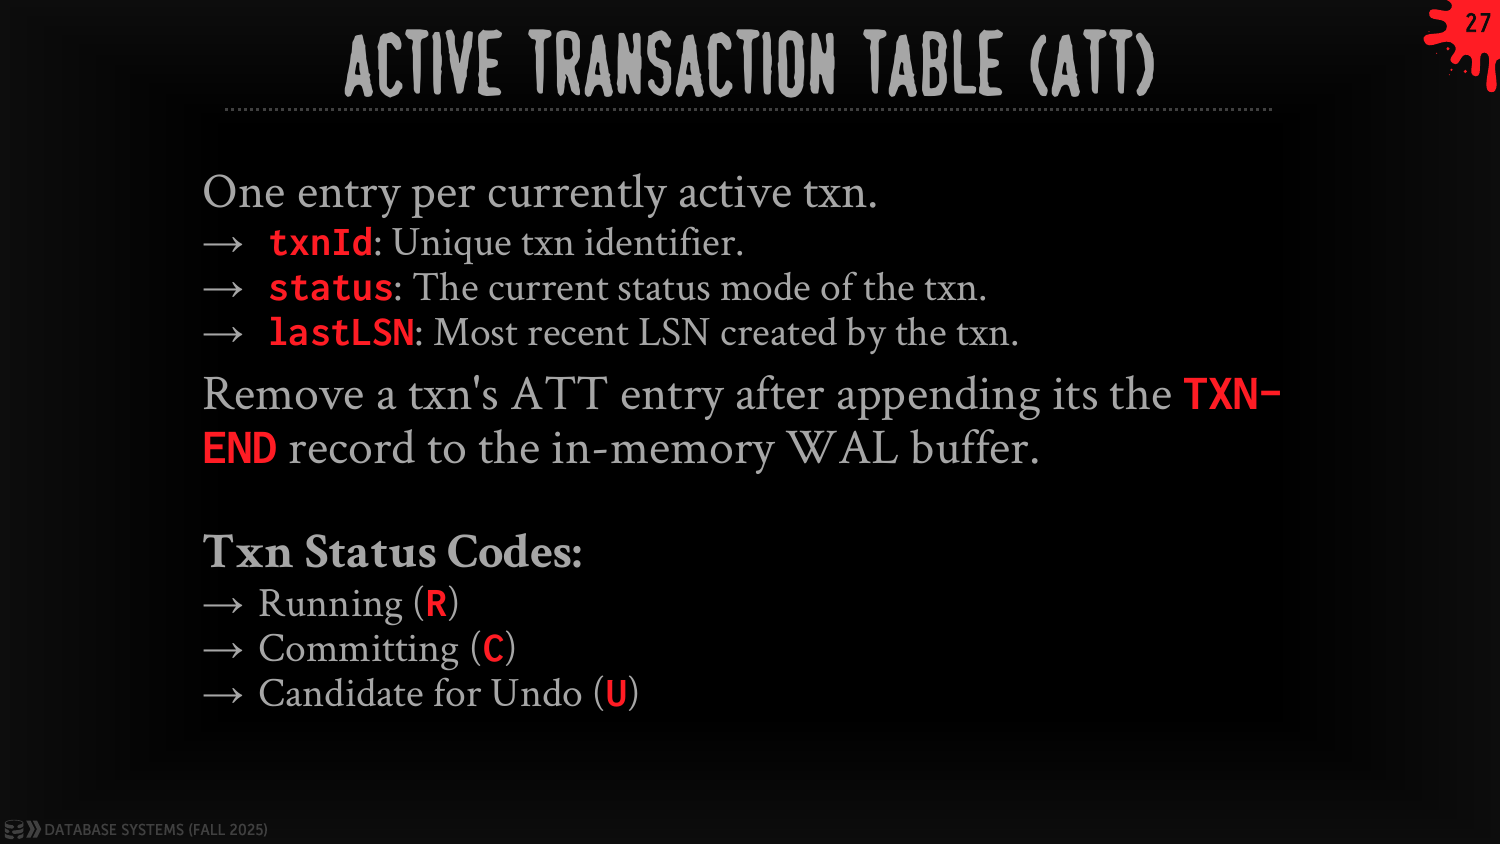 27
ACTIVE TRANSACTION TABLE (ATT)
One entry per currently active txn.
→ txnId: Unique txn identifier.
→ status: The current status mode of the txn.
→ lastLSN: Most recent LSN created by the txn.
Remove a txn's ATT entry after appending its the TXN-
END record to the in-memory WAL buffer.
Txn Status Codes:
→ Running (R)
→ Committing (C)
→ Candidate for Undo (U)
DATABASE SYSTEMS (FALL 2025)